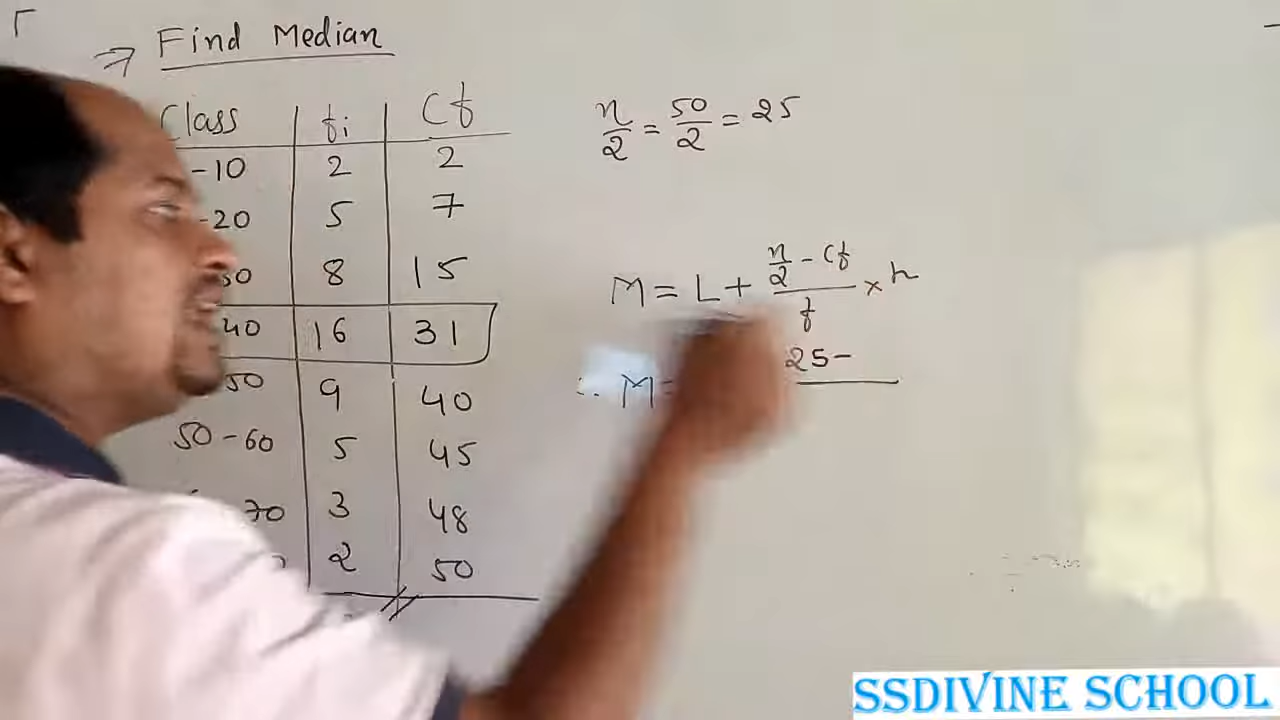 ⇒ Find Median
Class fi Cf
-10 2 2
-20 5 7
30 8 15
40 16 31
50 9 40
50-60 5 45
70 3 48
2 50
n/2 = 50/2 = 25
M = L + (n/2 - Cf)/f × h
∴ M = 25-
SSDIVINE SCHOOL